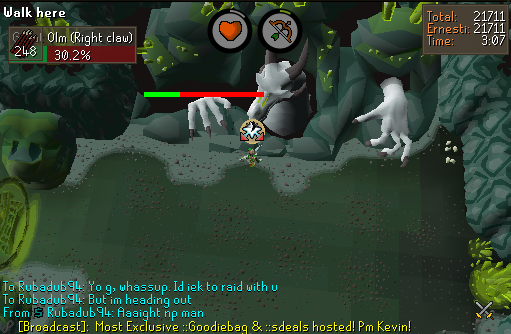 Walk here
Olm (Right claw)
248
30.2%
Total: 21711
Ernesti: 21711
Time: 3:07
To Rubadub94: Yo g, whassup. Id iek to raid with u
To Rubadub94: But im heading out
From Rubadub94: Aaaight np man
[Broadcast]: Most Exclusive ::Goodiebag & ::sdeals hosted! Pm Kevin!